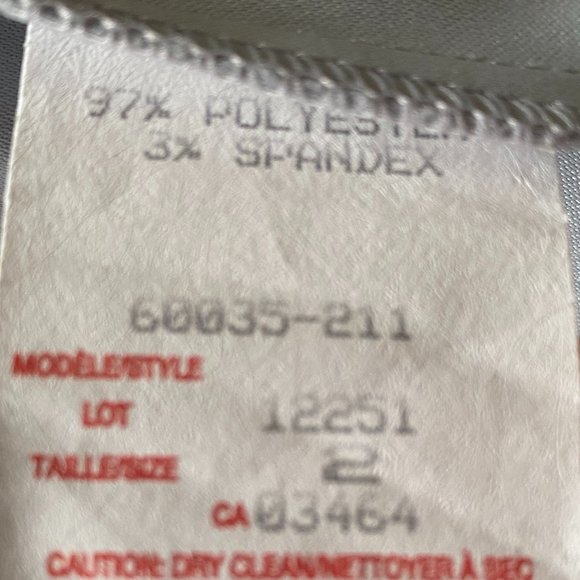 97% POLYESTER
3% SPANDEX
60035-211
MODÈLE/STYLE
LOT 12251
TAILLE/SIZE 2
CA 03464
CAUTION: DRY CLEAN/NETTOYER À SEC